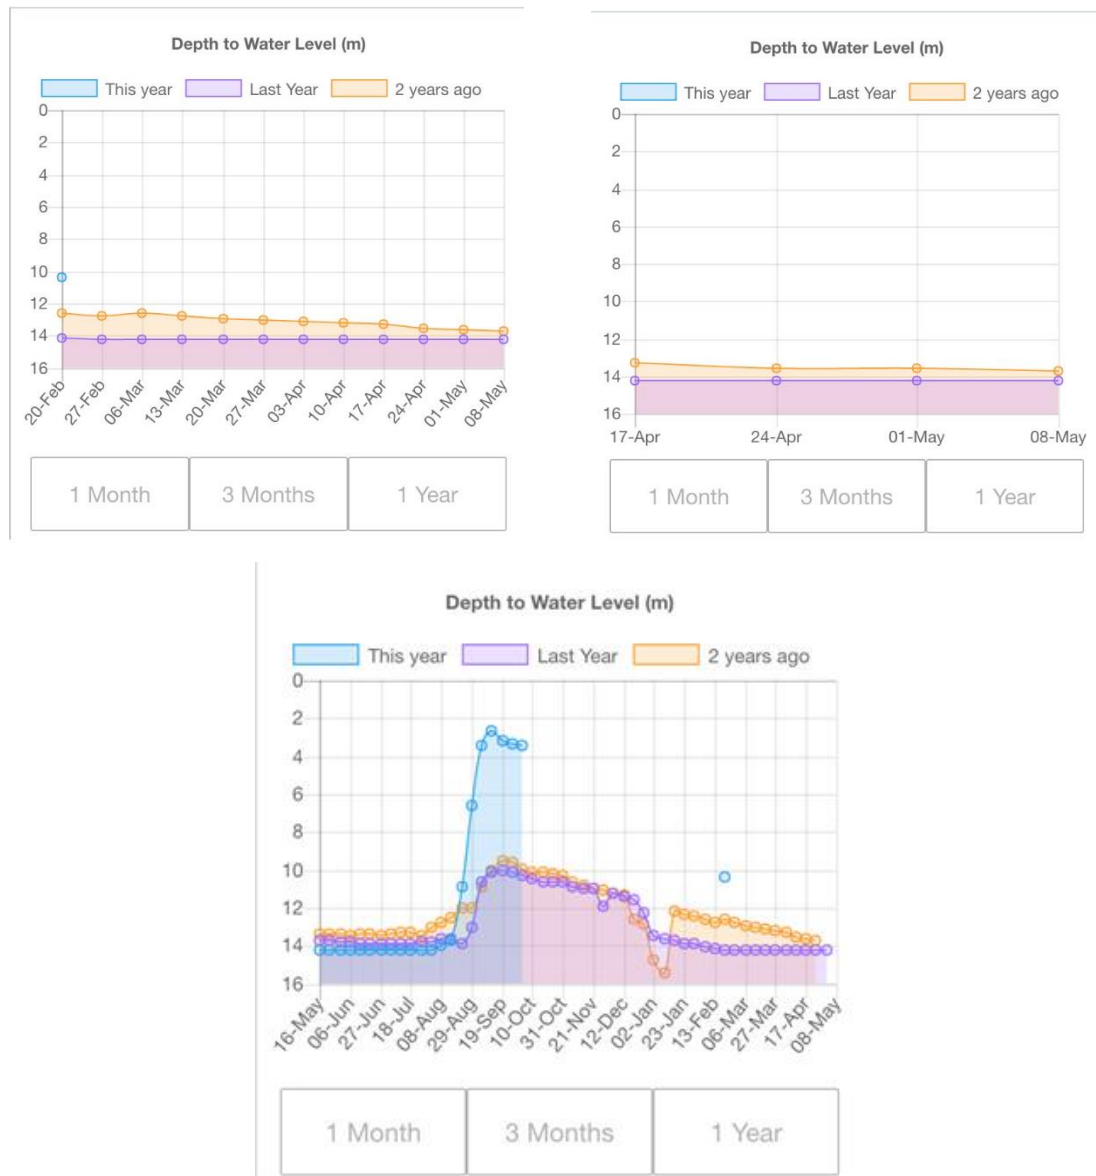 Depth to Water Level (m)
This year Last Year 2 years ago
0
2
4
6
8
10
12
14
16
20-Feb 27-Feb 06-Mar 13-Mar 20-Mar 27-Mar 03-Apr 10-Apr 17-Apr 24-Apr 01-May 08-May
1 Month 3 Months 1 Year
Depth to Water Level (m)
This year Last Year 2 years ago
0
2
4
6
8
10
12
14
16
17-Apr 24-Apr 01-May 08-May
1 Month 3 Months 1 Year
Depth to Water Level (m)
This year Last Year 2 years ago
0
2
4
6
8
10
12
14
16
16-May 06-Jun 27-Jun 18-Jul 08-Aug 29-Aug 19-Sep 10-Oct 31-Oct 21-Nov 12-Dec 02-Jan 23-Jan 13-Feb 06-Mar 27-Mar 17-Apr 08-May
1 Month 3 Months 1 Year